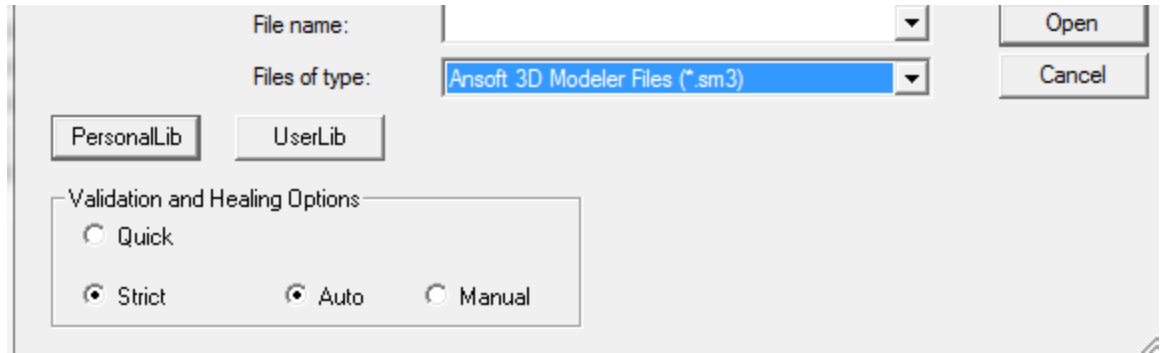 File name: Open
Files of type: Ansoft 3D Modeler Files (*.sm3) Cancel
PersonalLib UserLib
Validation and Healing Options
Quick
Strict Auto Manual